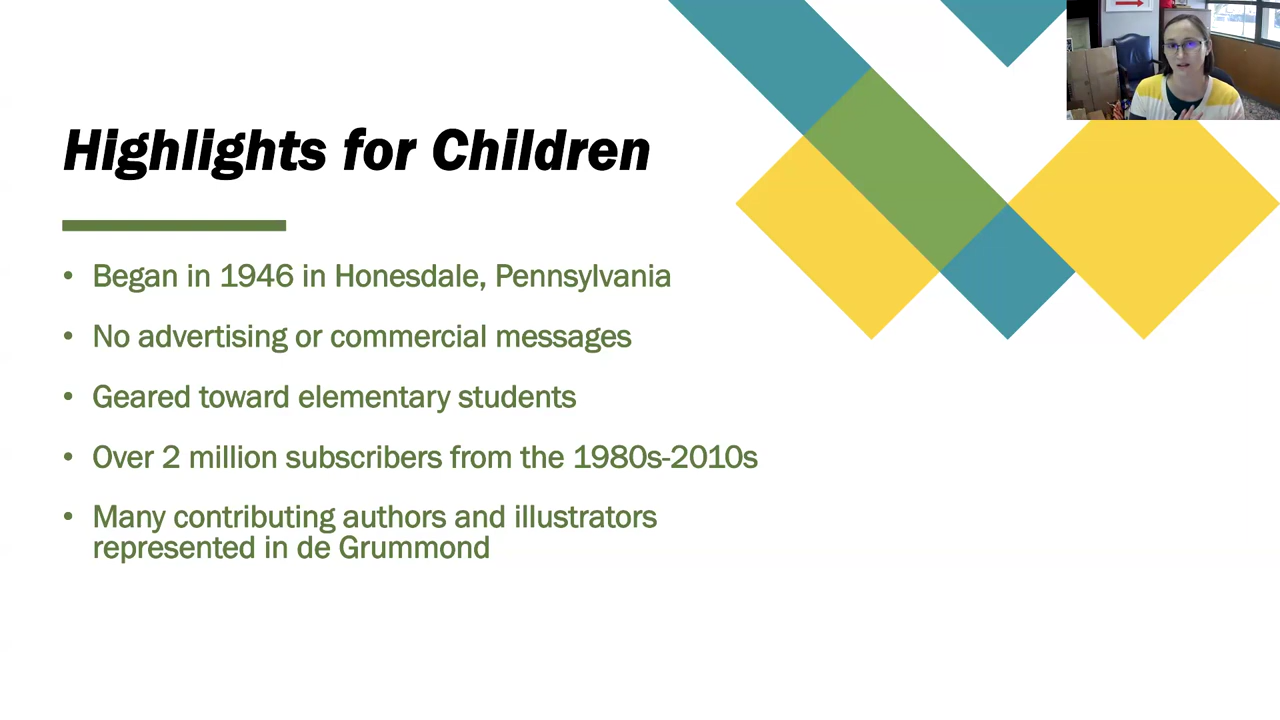 Highlights for Children
• Began in 1946 in Honesdale, Pennsylvania
• No advertising or commercial messages
• Geared toward elementary students
• Over 2 million subscribers from the 1980s-2010s
• Many contributing authors and illustrators
represented in de Grummond